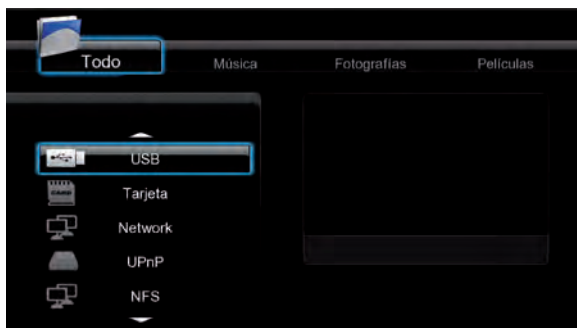 Todo Música Fotografías Películas
USB
Tarjeta
Network
UPnP
NFS